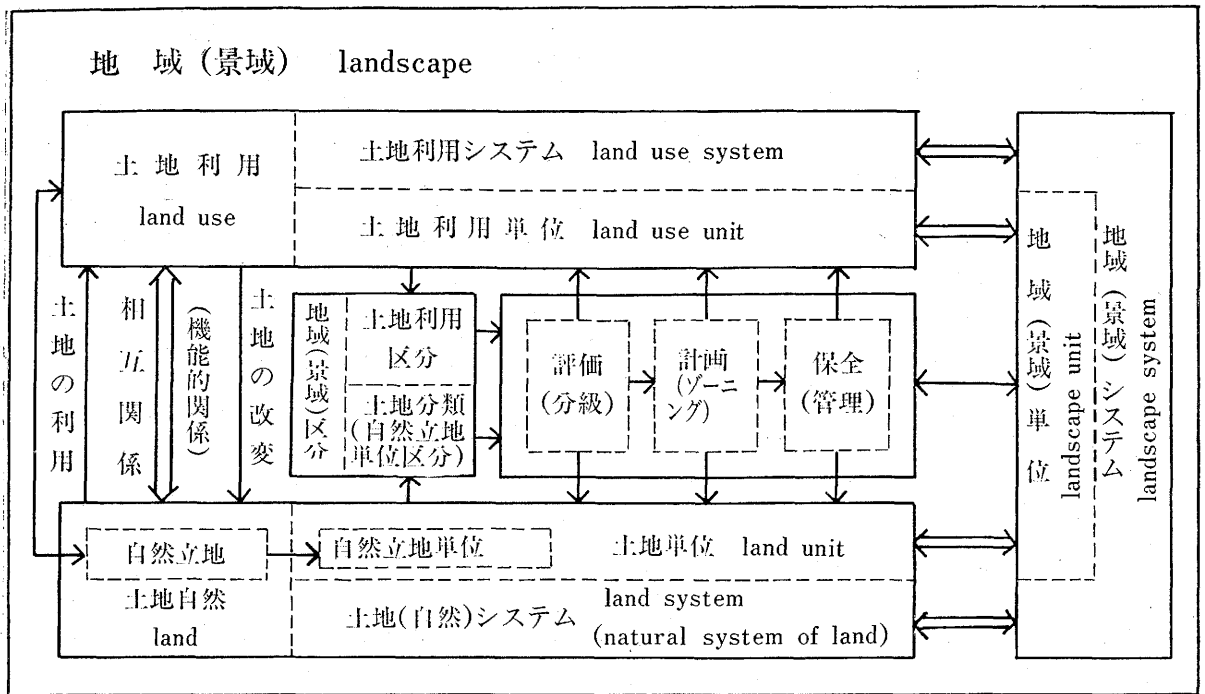 地 域 (景域) landscape
土 地 利 用
land use
土地利用システム land use system
土 地 利 用 単 位 land use unit
土地の利用
相互関係
(機能的関係)
土地の改変
地域(景域)区分
土地利用
区分
土地分類
(自然立地
単位区分)
評価
(分級)
計画
(ゾーニ
ング)
保全
(管理)
地域(景域)単位
landscape unit
地域(景域)システム
landscape system
自然立地
土地自然
land
自然立地単位
土地単位 land unit
土地(自然)システム
land system
(natural system of land)